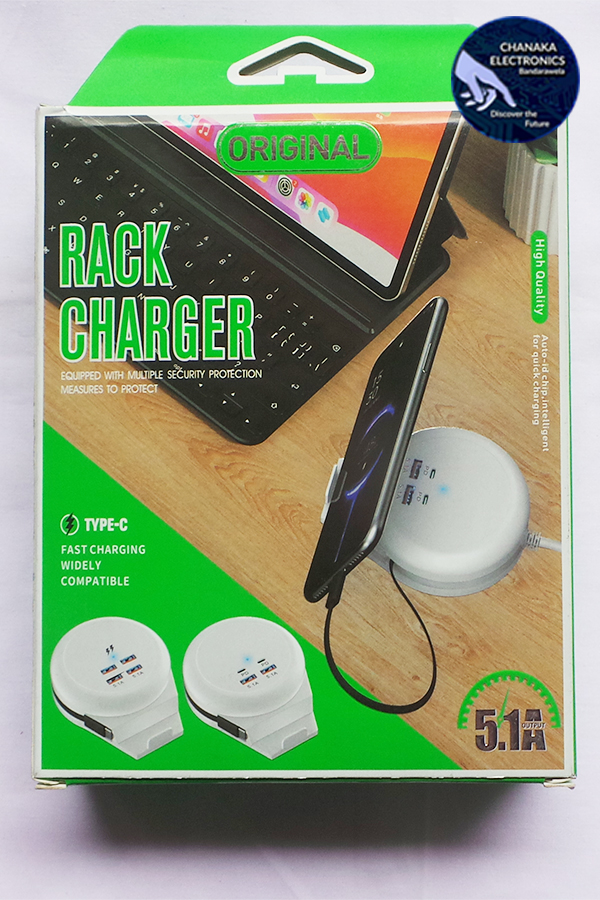 CHANAKA
ELECTRONICS
Bandarawela
Discover the
Future
ORIGINAL
RACK
CHARGER
EQUIPPED WITH MULTIPLE SECURITY PROTECTION
MEASURES TO PROTECT
High Quality
Auto-id chip,intelligent
for quick charging
TYPE-C
FAST CHARGING
WIDELY
COMPATIBLE
5.1A
OUTPUT